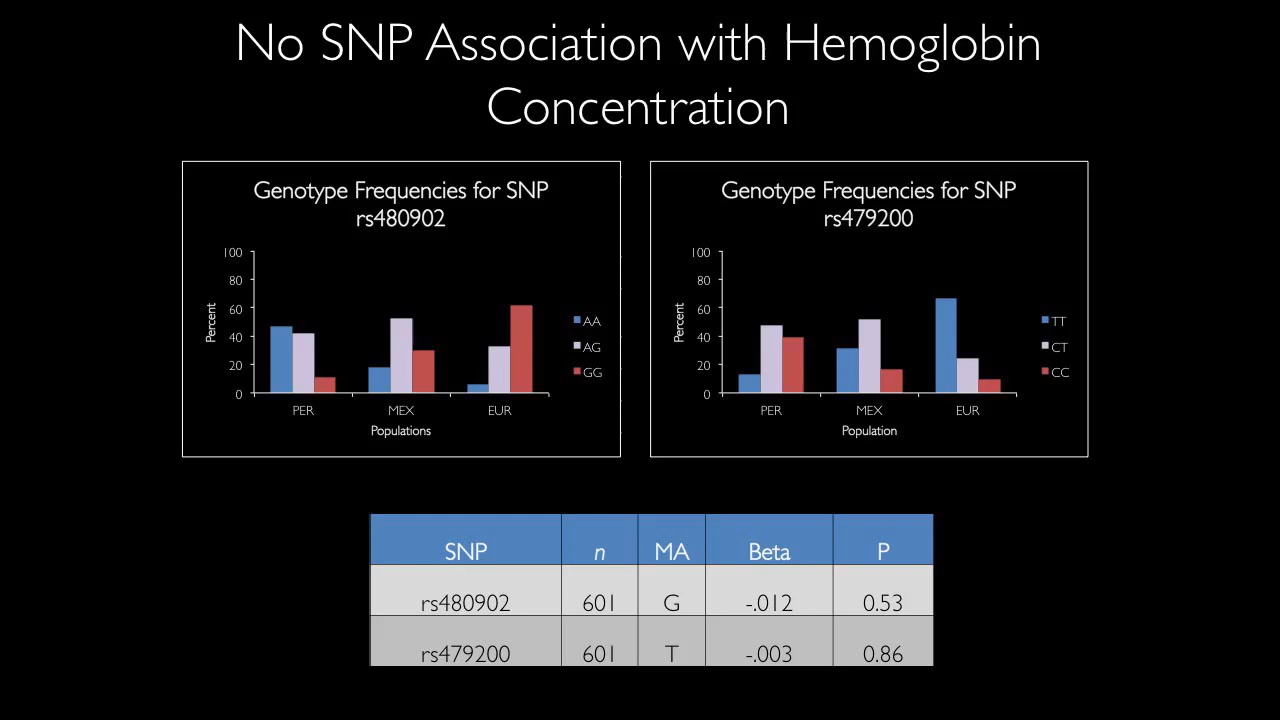 No SNP Association with Hemoglobin
Concentration
Genotype Frequencies for SNP
rs480902
100
80
60
40
20
0
Percent
PER
MEX
EUR
Populations
AA
AG
GG
Genotype Frequencies for SNP
rs479200
100
80
60
40
20
0
Percent
PER
MEX
EUR
Population
TT
CT
CC
SNP n MA Beta P
rs480902 601 G -.012 0.53
rs479200 601 T -.003 0.86